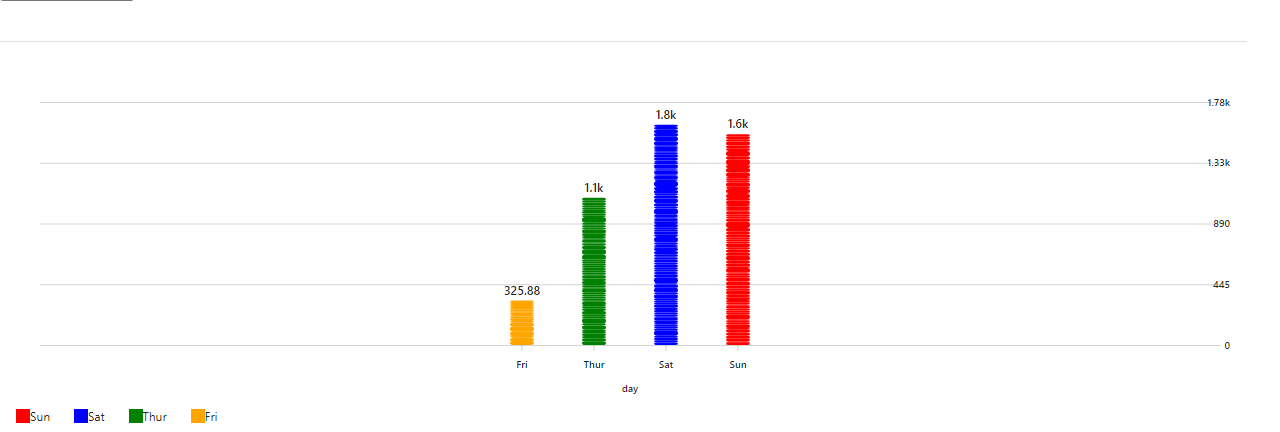 1.78k
1.8k
1.6k
1.33k
1.1k
890
445
325.88
0
Fri Thur Sat Sun
day
Sun Sat Thur Fri